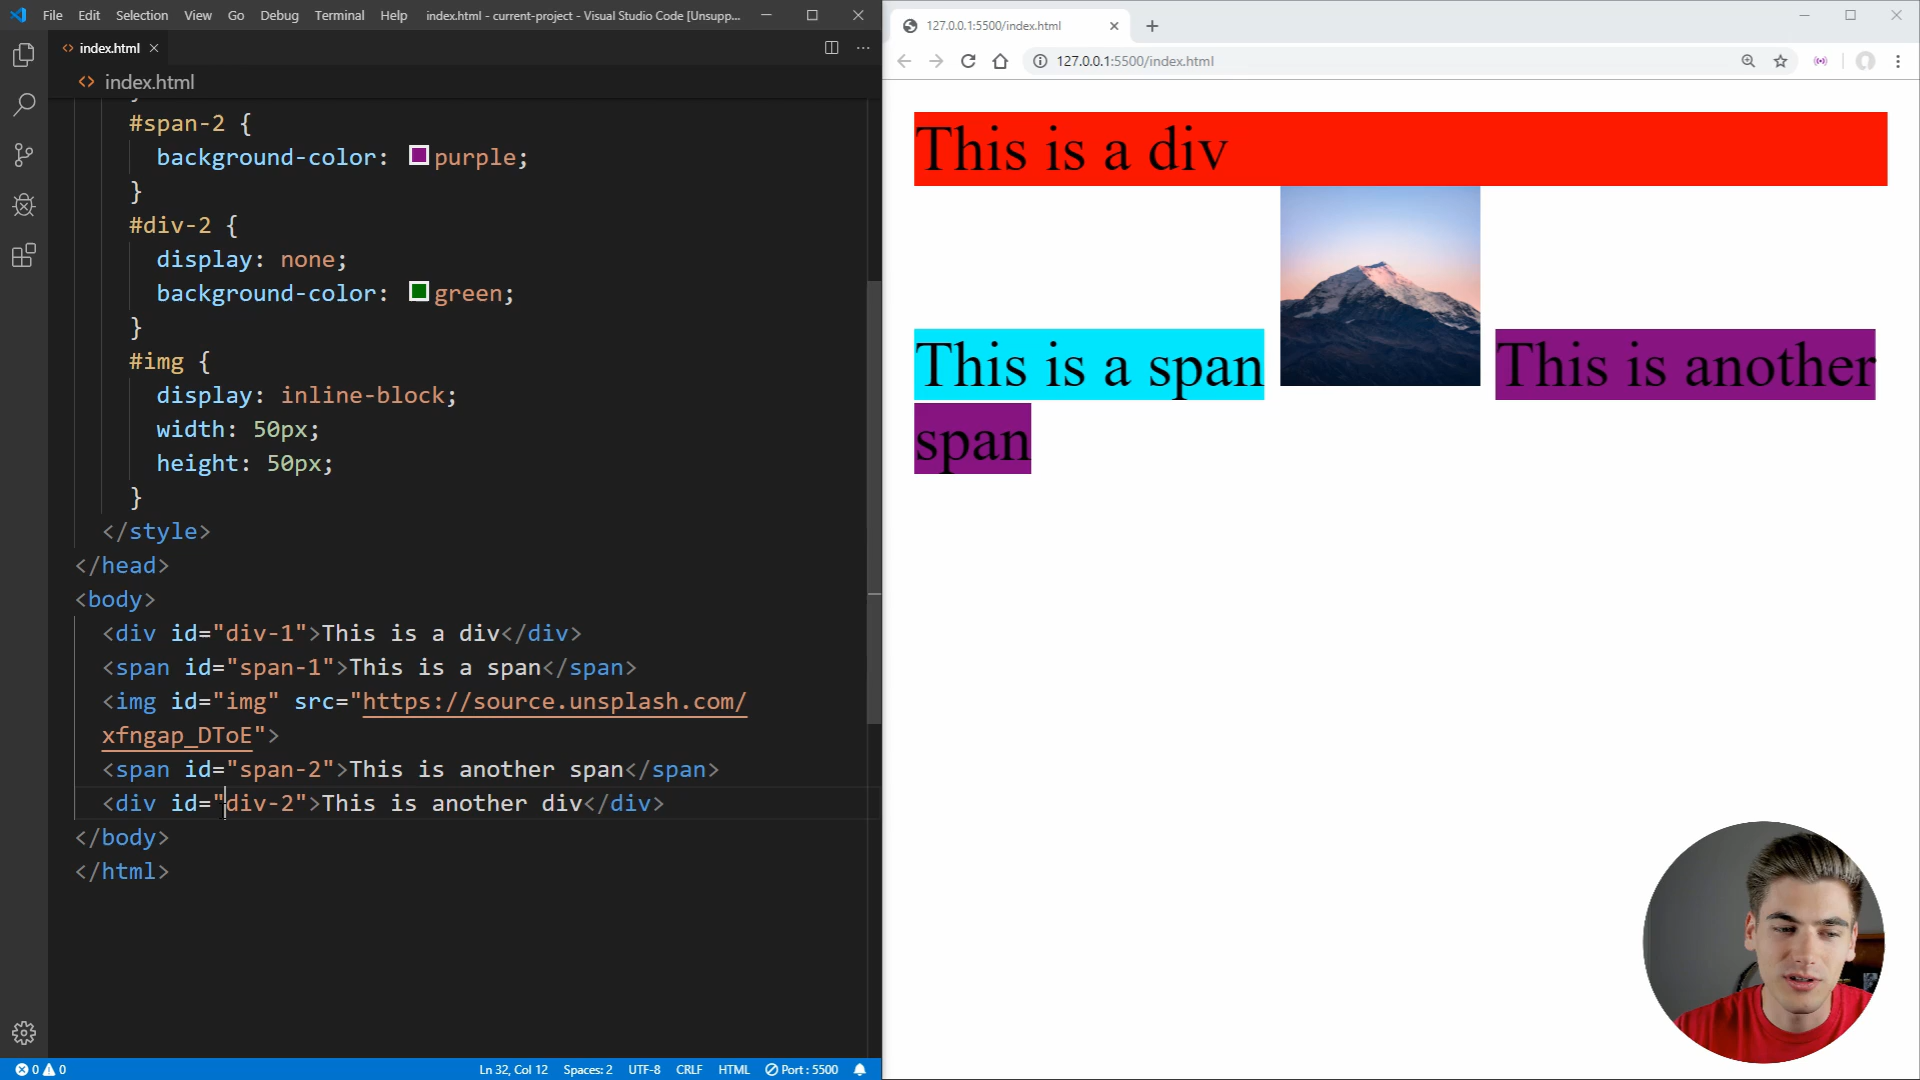 File Edit Selection View Go Debug Terminal Help index.html - current-project - Visual Studio Code [Unsupp...
index.html
index.html
#span-2 {
background-color: purple;
}
#div-2 {
display: none;
background-color: green;
}
#img {
display: inline-block;
width: 50px;
height: 50px;
}
</style>
</head>
<body>
<div id="div-1">This is a div</div>
<span id="span-1">This is a span</span>
<img id="img" src="https://source.unsplash.com/
xfngap_DToE">
<span id="span-2">This is another span</span>
<div id="div-2">This is another div</div>
</body>
</html>
0 0 Ln 32, Col 12 Spaces: 2 UTF-8 CRLF HTML Port : 5500
127.0.0.1:5500/index.html
127.0.0.1:5500/index.html
This is a div
This is a span This is another
span